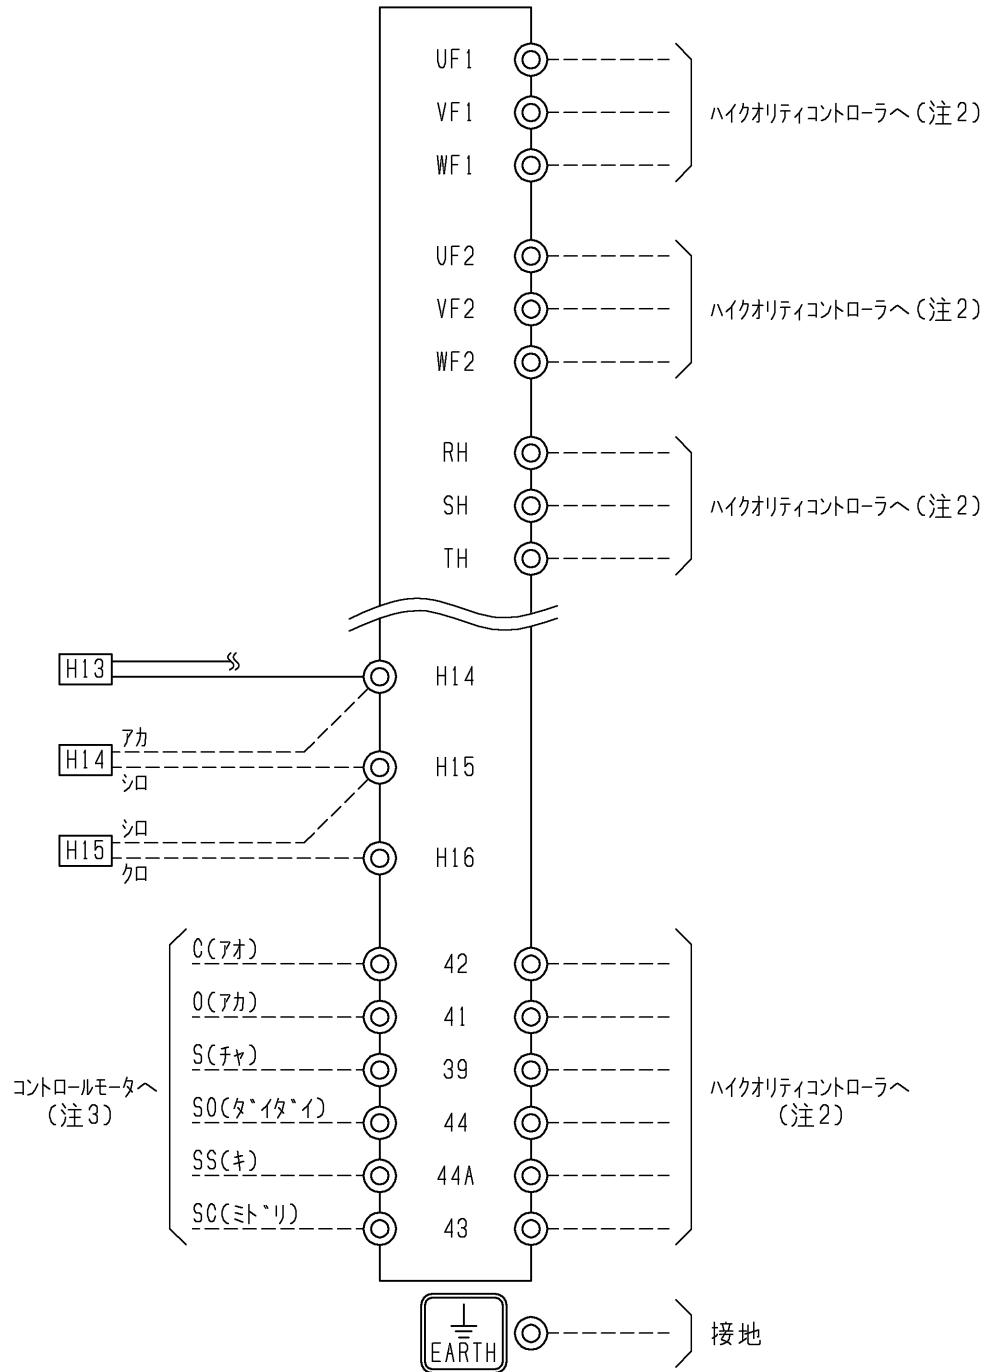 UF1
VF1
WF1
ハイクオリティコントローラへ(注2)
UF2
VF2
WF2
ハイクオリティコントローラへ(注2)
RH
SH
TH
ハイクオリティコントローラへ(注2)
H13
H14
アカ
H14
シロ
H15
シロ
H15
クロ
H16
C(アオ)
42
O(アカ)
41
S(チャ)
39
コントロールモータへ
(注3)
ハイクオリティコントローラへ
(注2)
SO(ダイダイ)
44
SS(キ)
44A
SC(ミドリ)
43
EARTH
接地